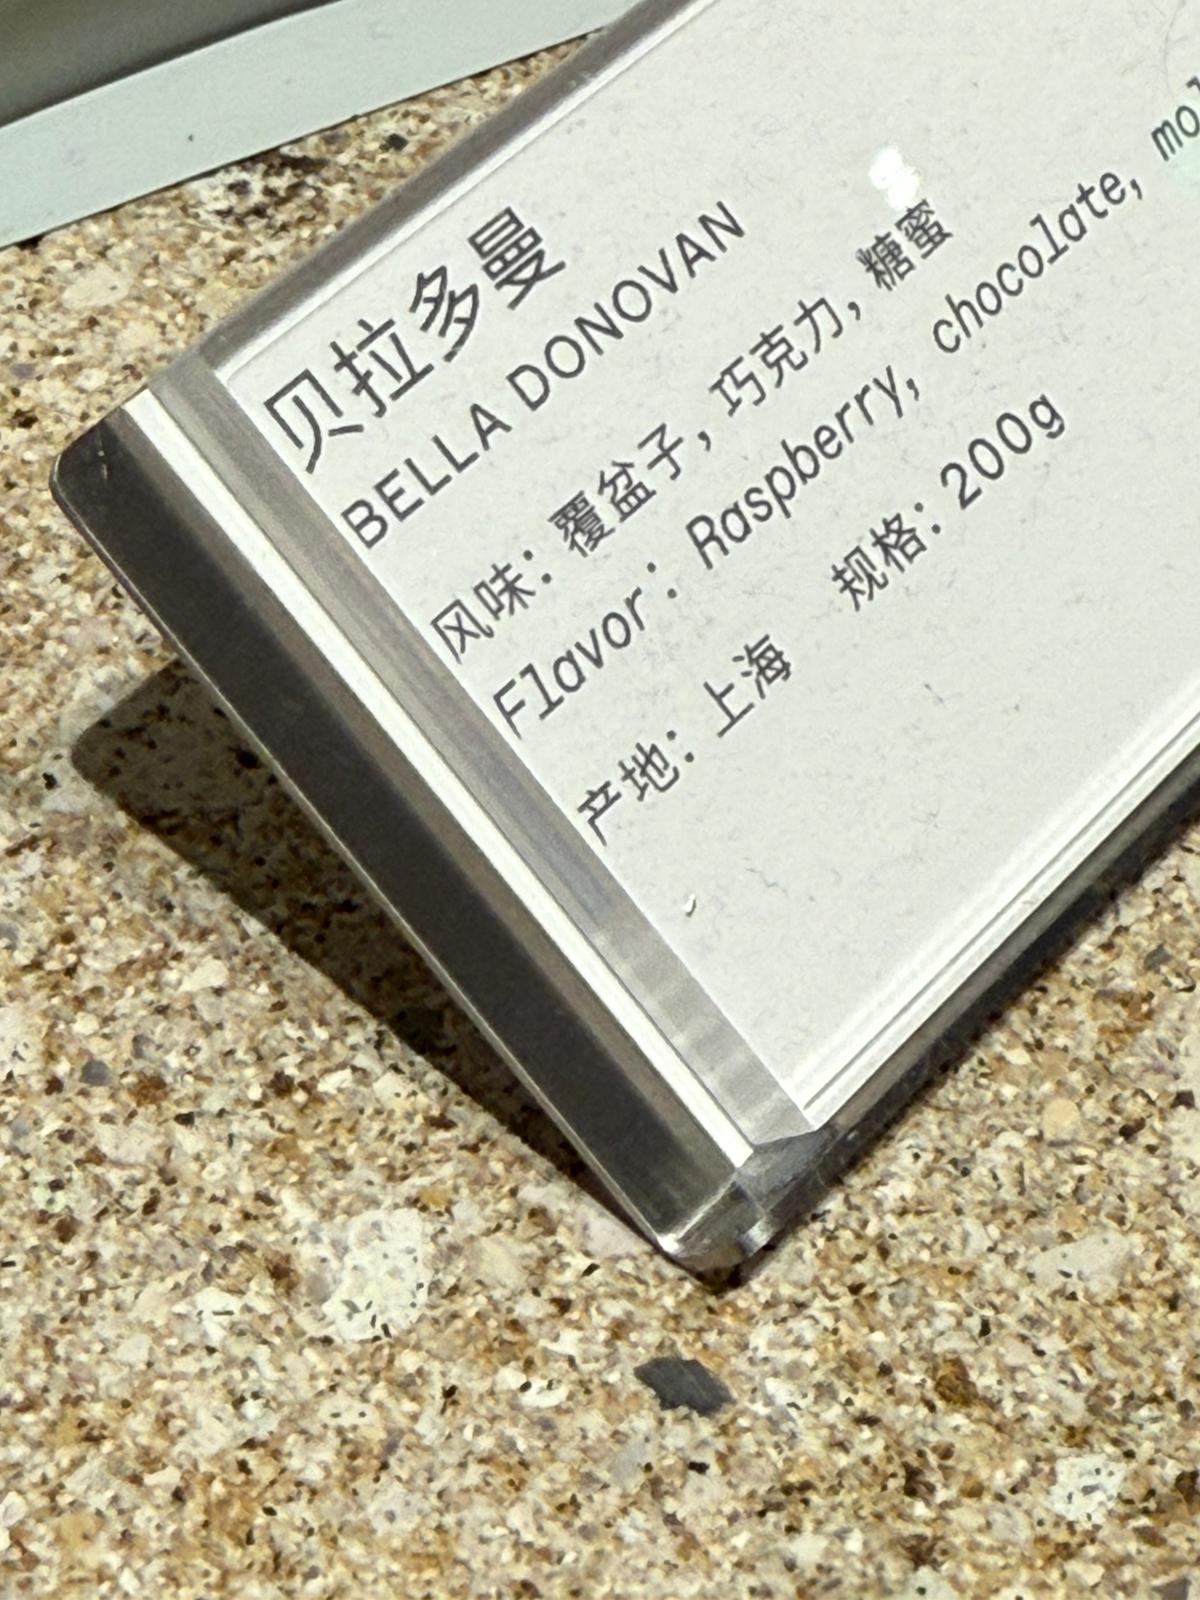 贝拉多曼
BELLA DONOVAN
风味：覆盆子，巧克力，糖蜜
Flavor: Raspberry, chocolate,
产地：上海 规格：200g